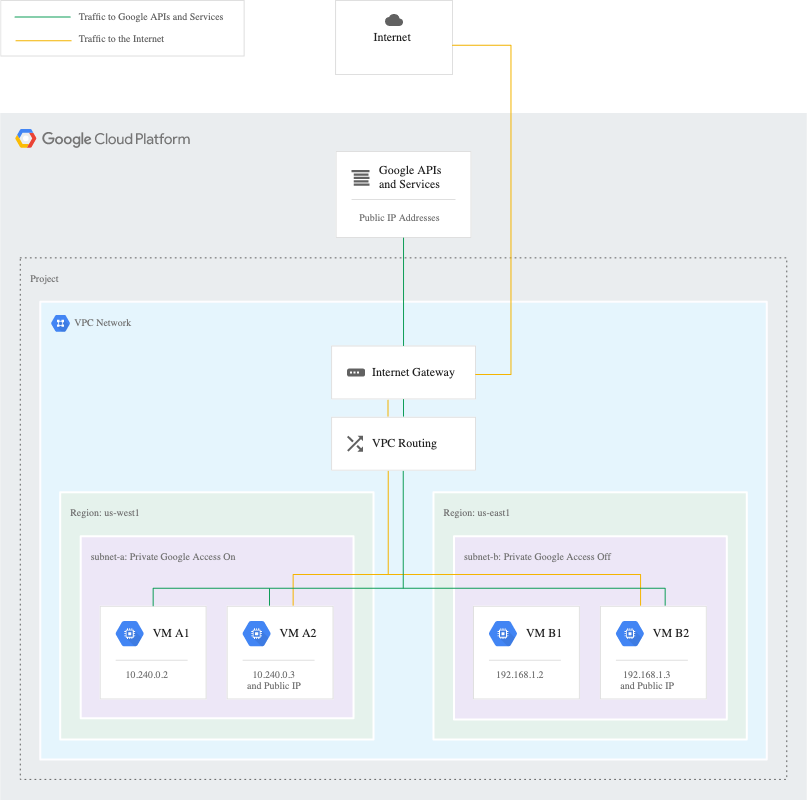 Traffic to Google APIs and Services
Traffic to the Internet
Internet
Google Cloud Platform
Google APIs
and Services
Public IP Addresses
Project
VPC Network
Internet Gateway
VPC Routing
Region: us-west1
Region: us-east1
subnet-a: Private Google Access On
subnet-b: Private Google Access Off
VM A1
10.240.0.2
VM A2
10.240.0.3
and Public IP
VM B1
192.168.1.2
VM B2
192.168.1.3
and Public IP